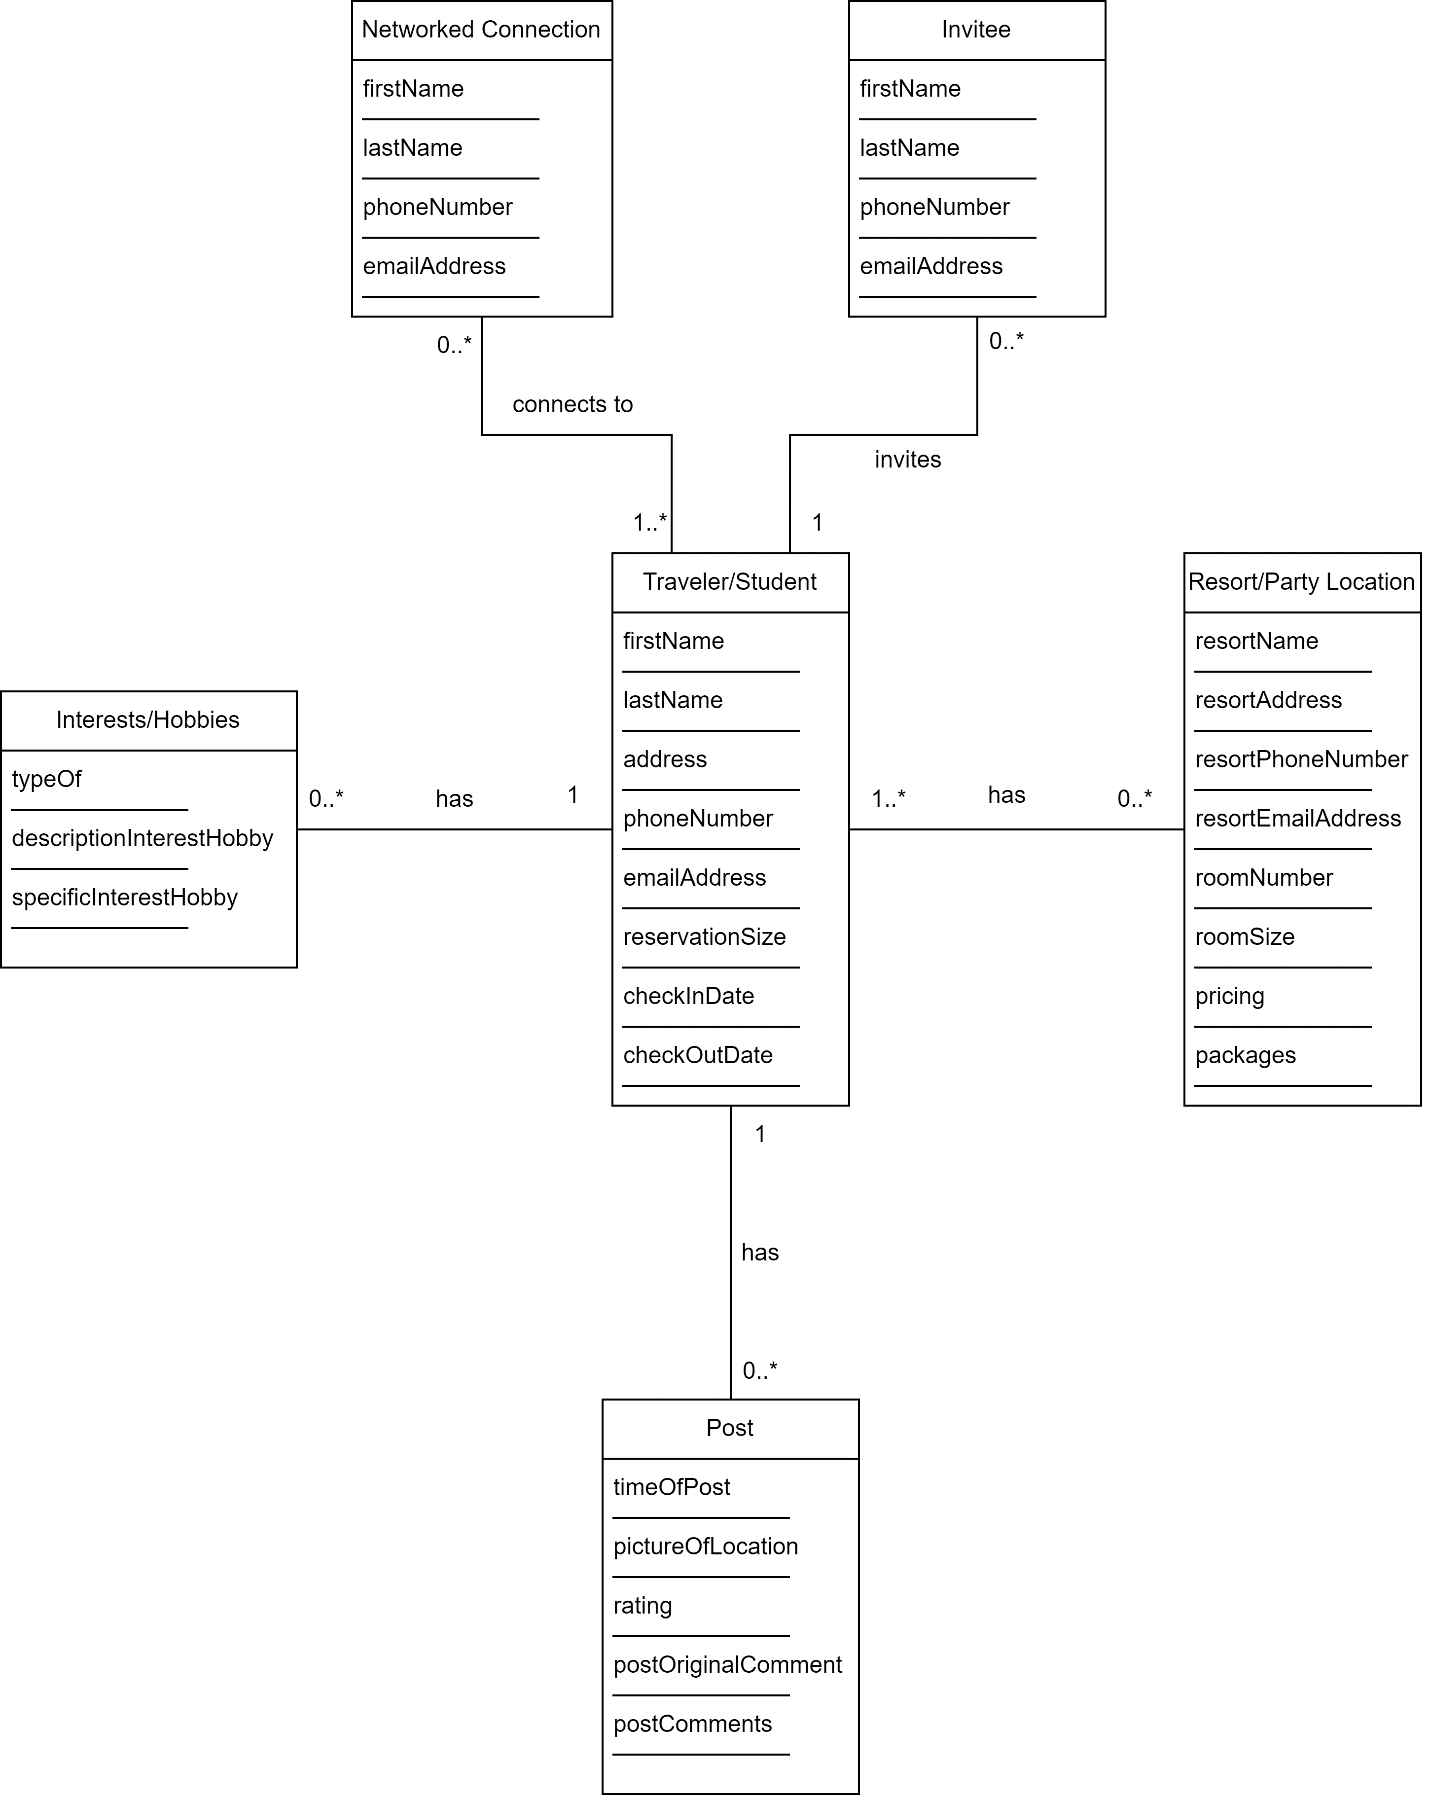 Networked Connection
firstName
lastName
phoneNumber
emailAddress
Invitee
firstName
lastName
phoneNumber
emailAddress
0..*
connects to
1..*
0..*
invites
1
Interests/Hobbies
typeOf
descriptionInterestHobby
specificInterestHobby
0..*
has
1
Traveler/Student
firstName
lastName
address
phoneNumber
emailAddress
reservationSize
checkInDate
checkOutDate
1..*
has
0..*
Resort/Party Location
resortName
resortAddress
resortPhoneNumber
resortEmailAddress
roomNumber
roomSize
pricing
packages
1
has
0..*
Post
timeOfPost
pictureOfLocation
rating
postOriginalComment
postComments